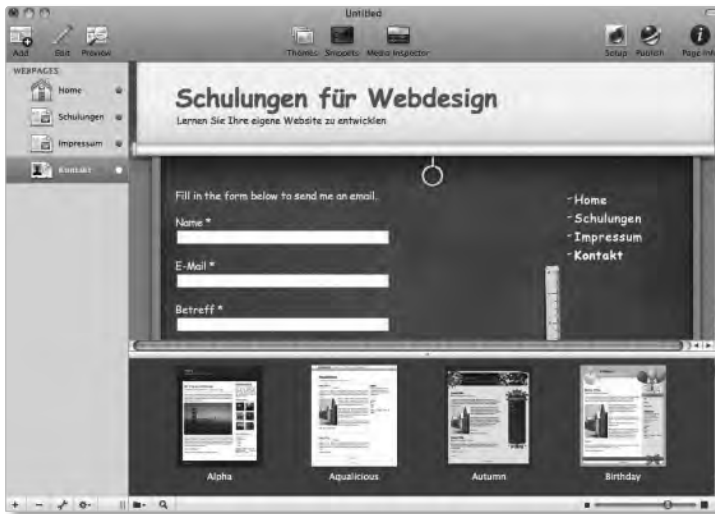 Untitled
Add Edit Preview Themes Snippets Media Inspector Setup Publish Page Inf
WEBPAGES
Home
Schulungen
Impressum
Kontakt
Schulungen für Webdesign
Lernen Sie Ihre eigene Website zu entwicklen
Fill in the form below to send me an email.
Name *
E-Mail *
Betreff *
-Home
-Schulungen
-Impressum
-Kontakt
Alpha Aqualicious Autumn Birthday